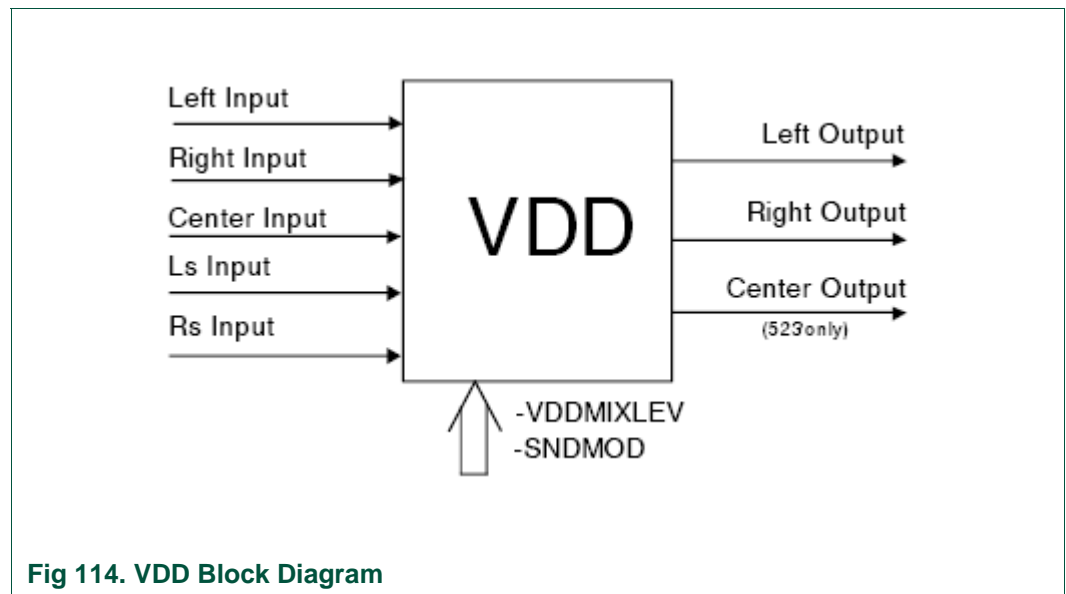 Left Input
Right Input
Center Input
Ls Input
Rs Input
VDD
Left Output
Right Output
Center Output
(523only)
-VDDMIXLEV
-SNDMOD
Fig 114. VDD Block Diagram